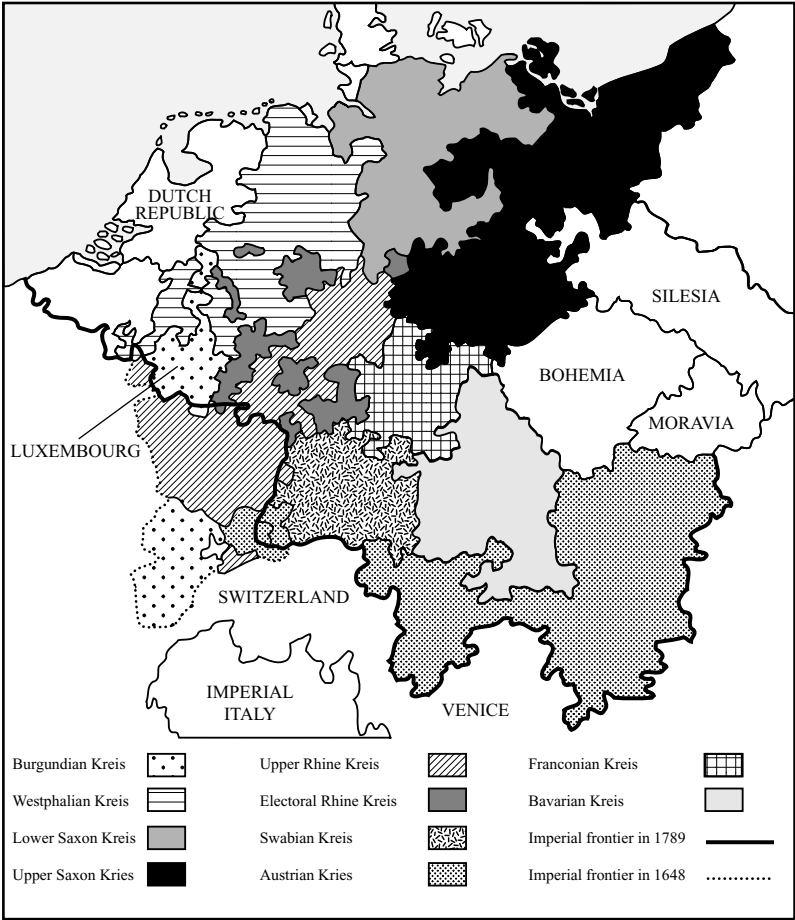 DUTCH
REPUBLIC
SILESIA
BOHEMIA
MORAVIA
LUXEMBOURG
SWITZERLAND
IMPERIAL
ITALY
VENICE
Burgundian Kreis
Westphalian Kreis
Lower Saxon Kreis
Upper Saxon Kries
Upper Rhine Kreis
Electoral Rhine Kreis
Swabian Kreis
Austrian Kries
Franconian Kreis
Bavarian Kreis
Imperial frontier in 1789
Imperial frontier in 1648